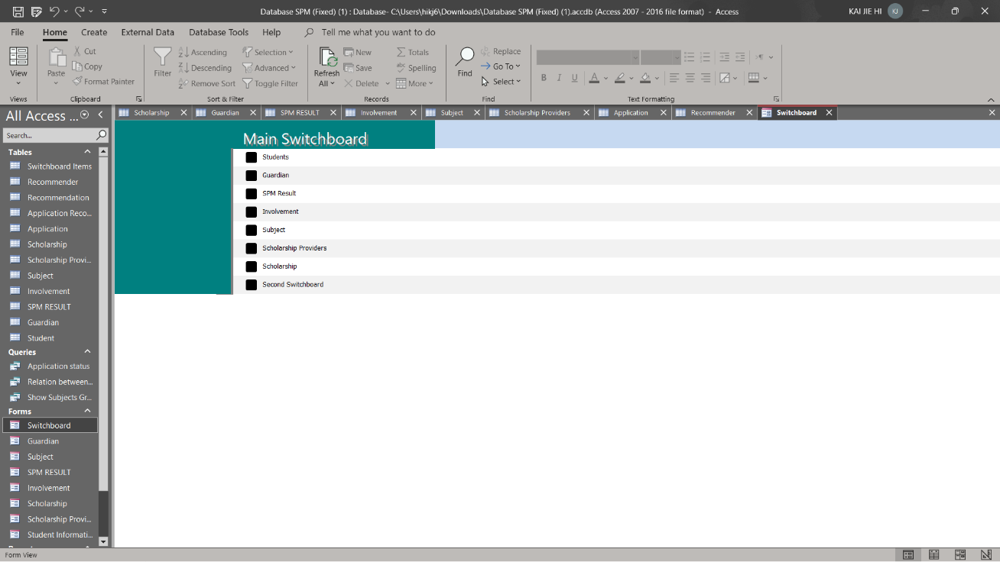 Database SPM (Fixed) (1) : Database- C:\Users\hikj6\Downloads\Database SPM (Fixed) (1).accdb (Access 2007 - 2016 file format) - Access
KAI JIE HI KJ
File Home Create External Data Database Tools Help Tell me what you want to do
View
Views
Paste
Cut
Copy
Format Painter
Clipboard
Filter
Ascending
Descending
Remove Sort
Selection
Advanced
Toggle Filter
Sort & Filter
Refresh
All
New
Save
Delete
Totals
Spelling
More
Records
Find
Replace
Go To
Select
Find
B I U A
Text Formatting
All Access ...
Search...
Scholarship Guardian SPM RESULT Involvement Subject Scholarship Providers Application Recommender Switchboard
Tables
Switchboard Items
Recommender
Recommendation
Application Reco...
Application
Scholarship
Scholarship Provi...
Subject
Involvement
SPM RESULT
Guardian
Student
Queries
Application status
Relation between...
Show Subjects Gr...
Forms
Switchboard
Guardian
Subject
SPM RESULT
Involvement
Scholarship
Scholarship Provi...
Student Informati...
Main Switchboard
Students
Guardian
SPM Result
Involvement
Subject
Scholarship Providers
Scholarship
Second Switchboard
Form View